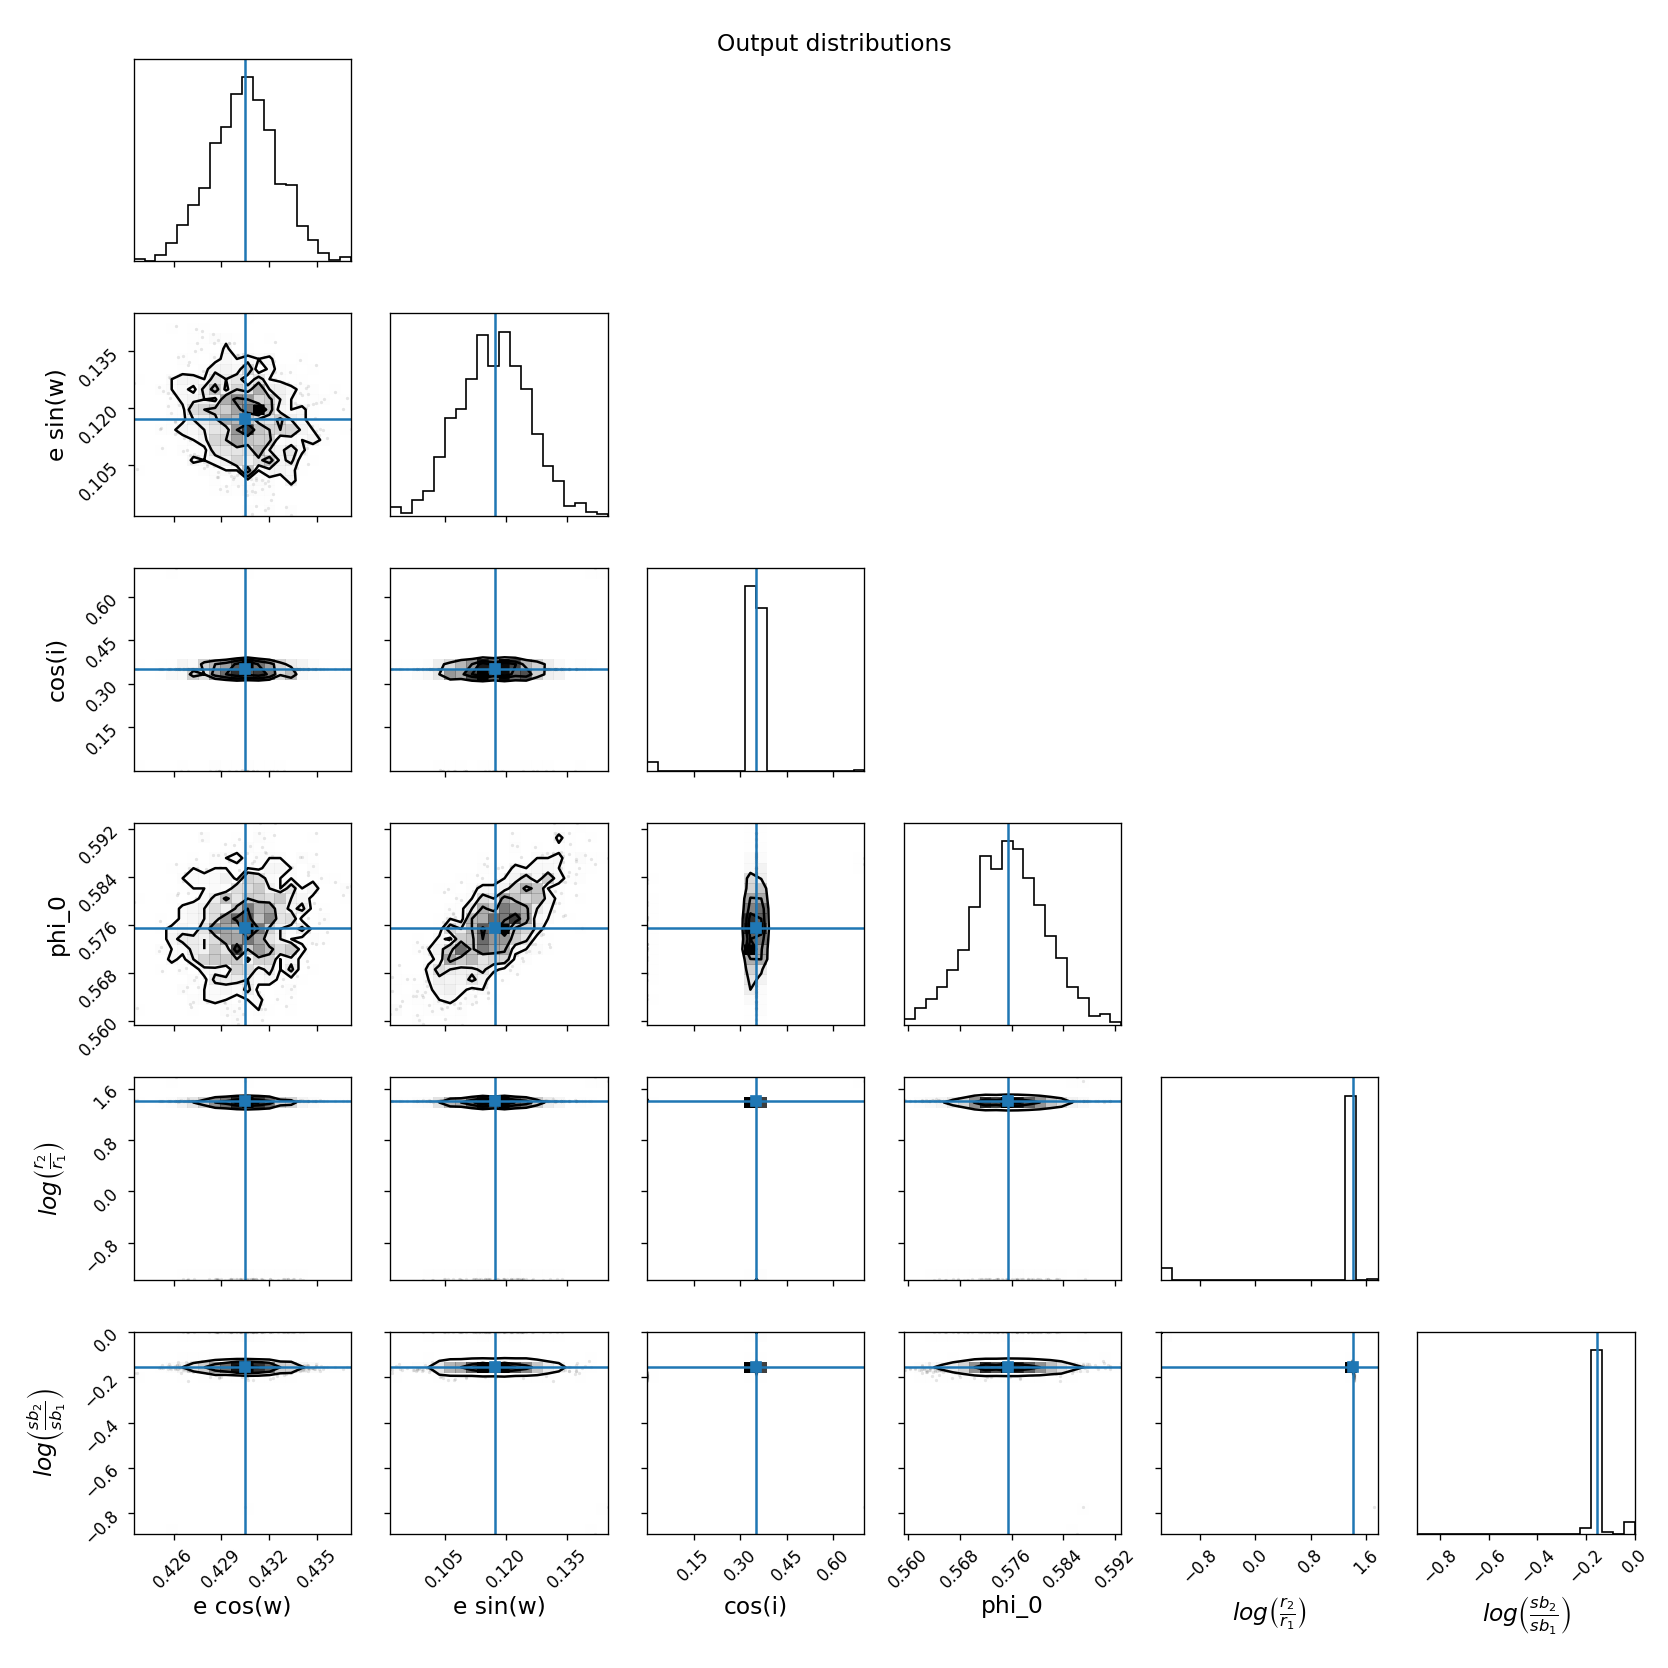 Output distributions
e sin(w)
0.135
0.120
0.105
cos(i)
0.60
0.45
0.30
0.15
phi_0
0.592
0.584
0.576
0.568
0.560
log(r₂/r₁)
1.6
0.8
0.0
−0.8
log(sb₂/sb₁)
0.0
−0.2
−0.4
−0.6
−0.8
0.426 0.429 0.432 0.435
0.105 0.120 0.135
0.15 0.30 0.45 0.60
0.560 0.568 0.576 0.584 0.592
−0.8 0.0 0.8 1.6
−0.8 −0.6 −0.4 −0.2 0.0
e cos(w) e sin(w) cos(i) phi_0 log(r₂/r₁) log(sb₂/sb₁)